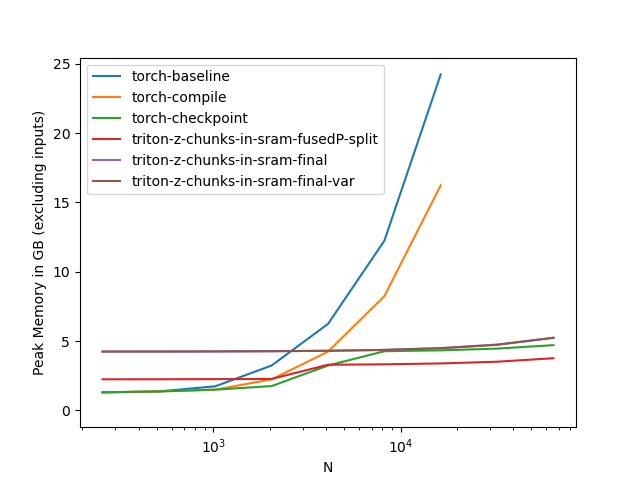 25
20
15
10
5
0
Peak Memory in GB (excluding inputs)
torch-baseline
torch-compile
torch-checkpoint
triton-z-chunks-in-sram-fusedP-split
triton-z-chunks-in-sram-final
triton-z-chunks-in-sram-final-var
10³ 10⁴
N